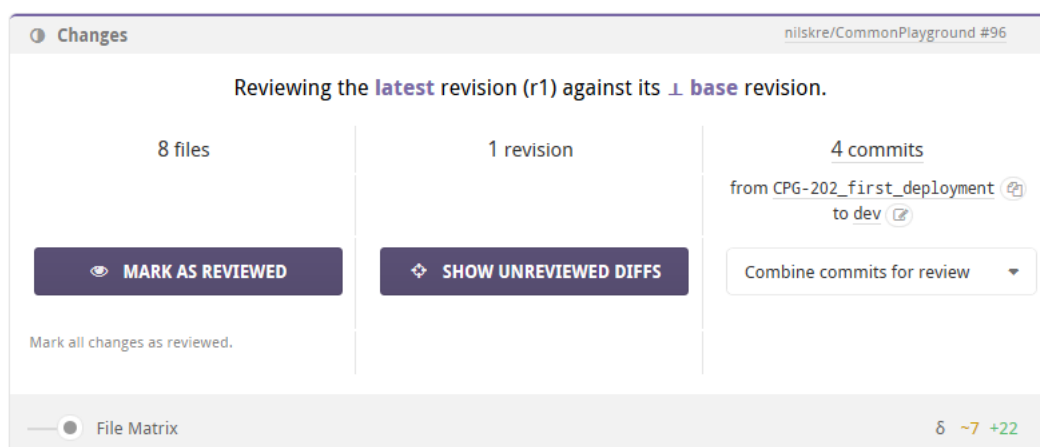 Changes
nilskre/CommonPlayground #96
Reviewing the latest revision (r1) against its ⊥ base revision.
8 files
1 revision
4 commits
from CPG-202_first_deployment
to dev
MARK AS REVIEWED
SHOW UNREVIEWED DIFFS
Combine commits for review
Mark all changes as reviewed.
File Matrix
δ ~7 +22